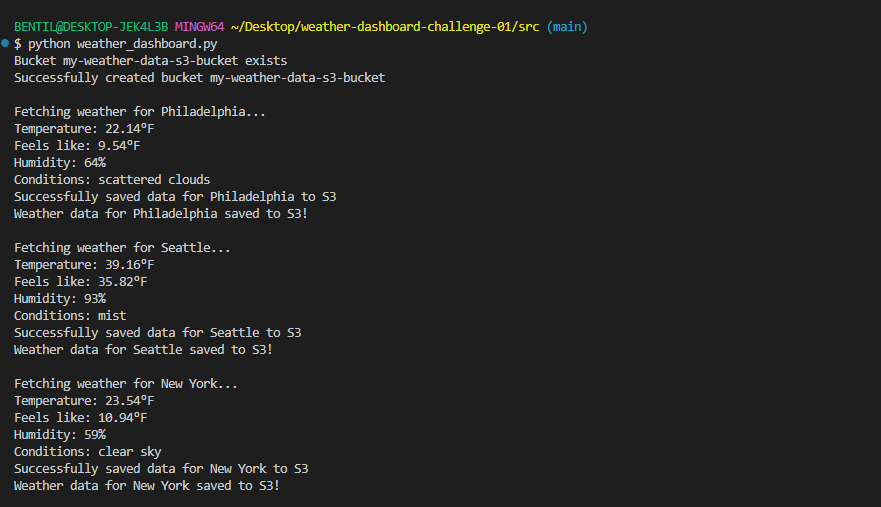 BENTIL@DESKTOP-JEK4L3B MINGW64 ~/Desktop/weather-dashboard-challenge-01/src (main)
$ python weather_dashboard.py
Bucket my-weather-data-s3-bucket exists
Successfully created bucket my-weather-data-s3-bucket
Fetching weather for Philadelphia...
Temperature: 22.14°F
Feels like: 9.54°F
Humidity: 64%
Conditions: scattered clouds
Successfully saved data for Philadelphia to S3
Weather data for Philadelphia saved to S3!
Fetching weather for Seattle...
Temperature: 39.16°F
Feels like: 35.82°F
Humidity: 93%
Conditions: mist
Successfully saved data for Seattle to S3
Weather data for Seattle saved to S3!
Fetching weather for New York...
Temperature: 23.54°F
Feels like: 10.94°F
Humidity: 59%
Conditions: clear sky
Successfully saved data for New York to S3
Weather data for New York saved to S3!